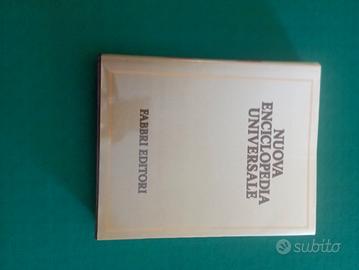 NUOVA
ENCICLOPEDIA
UNIVERSALE
FABBRI EDITORI
subito